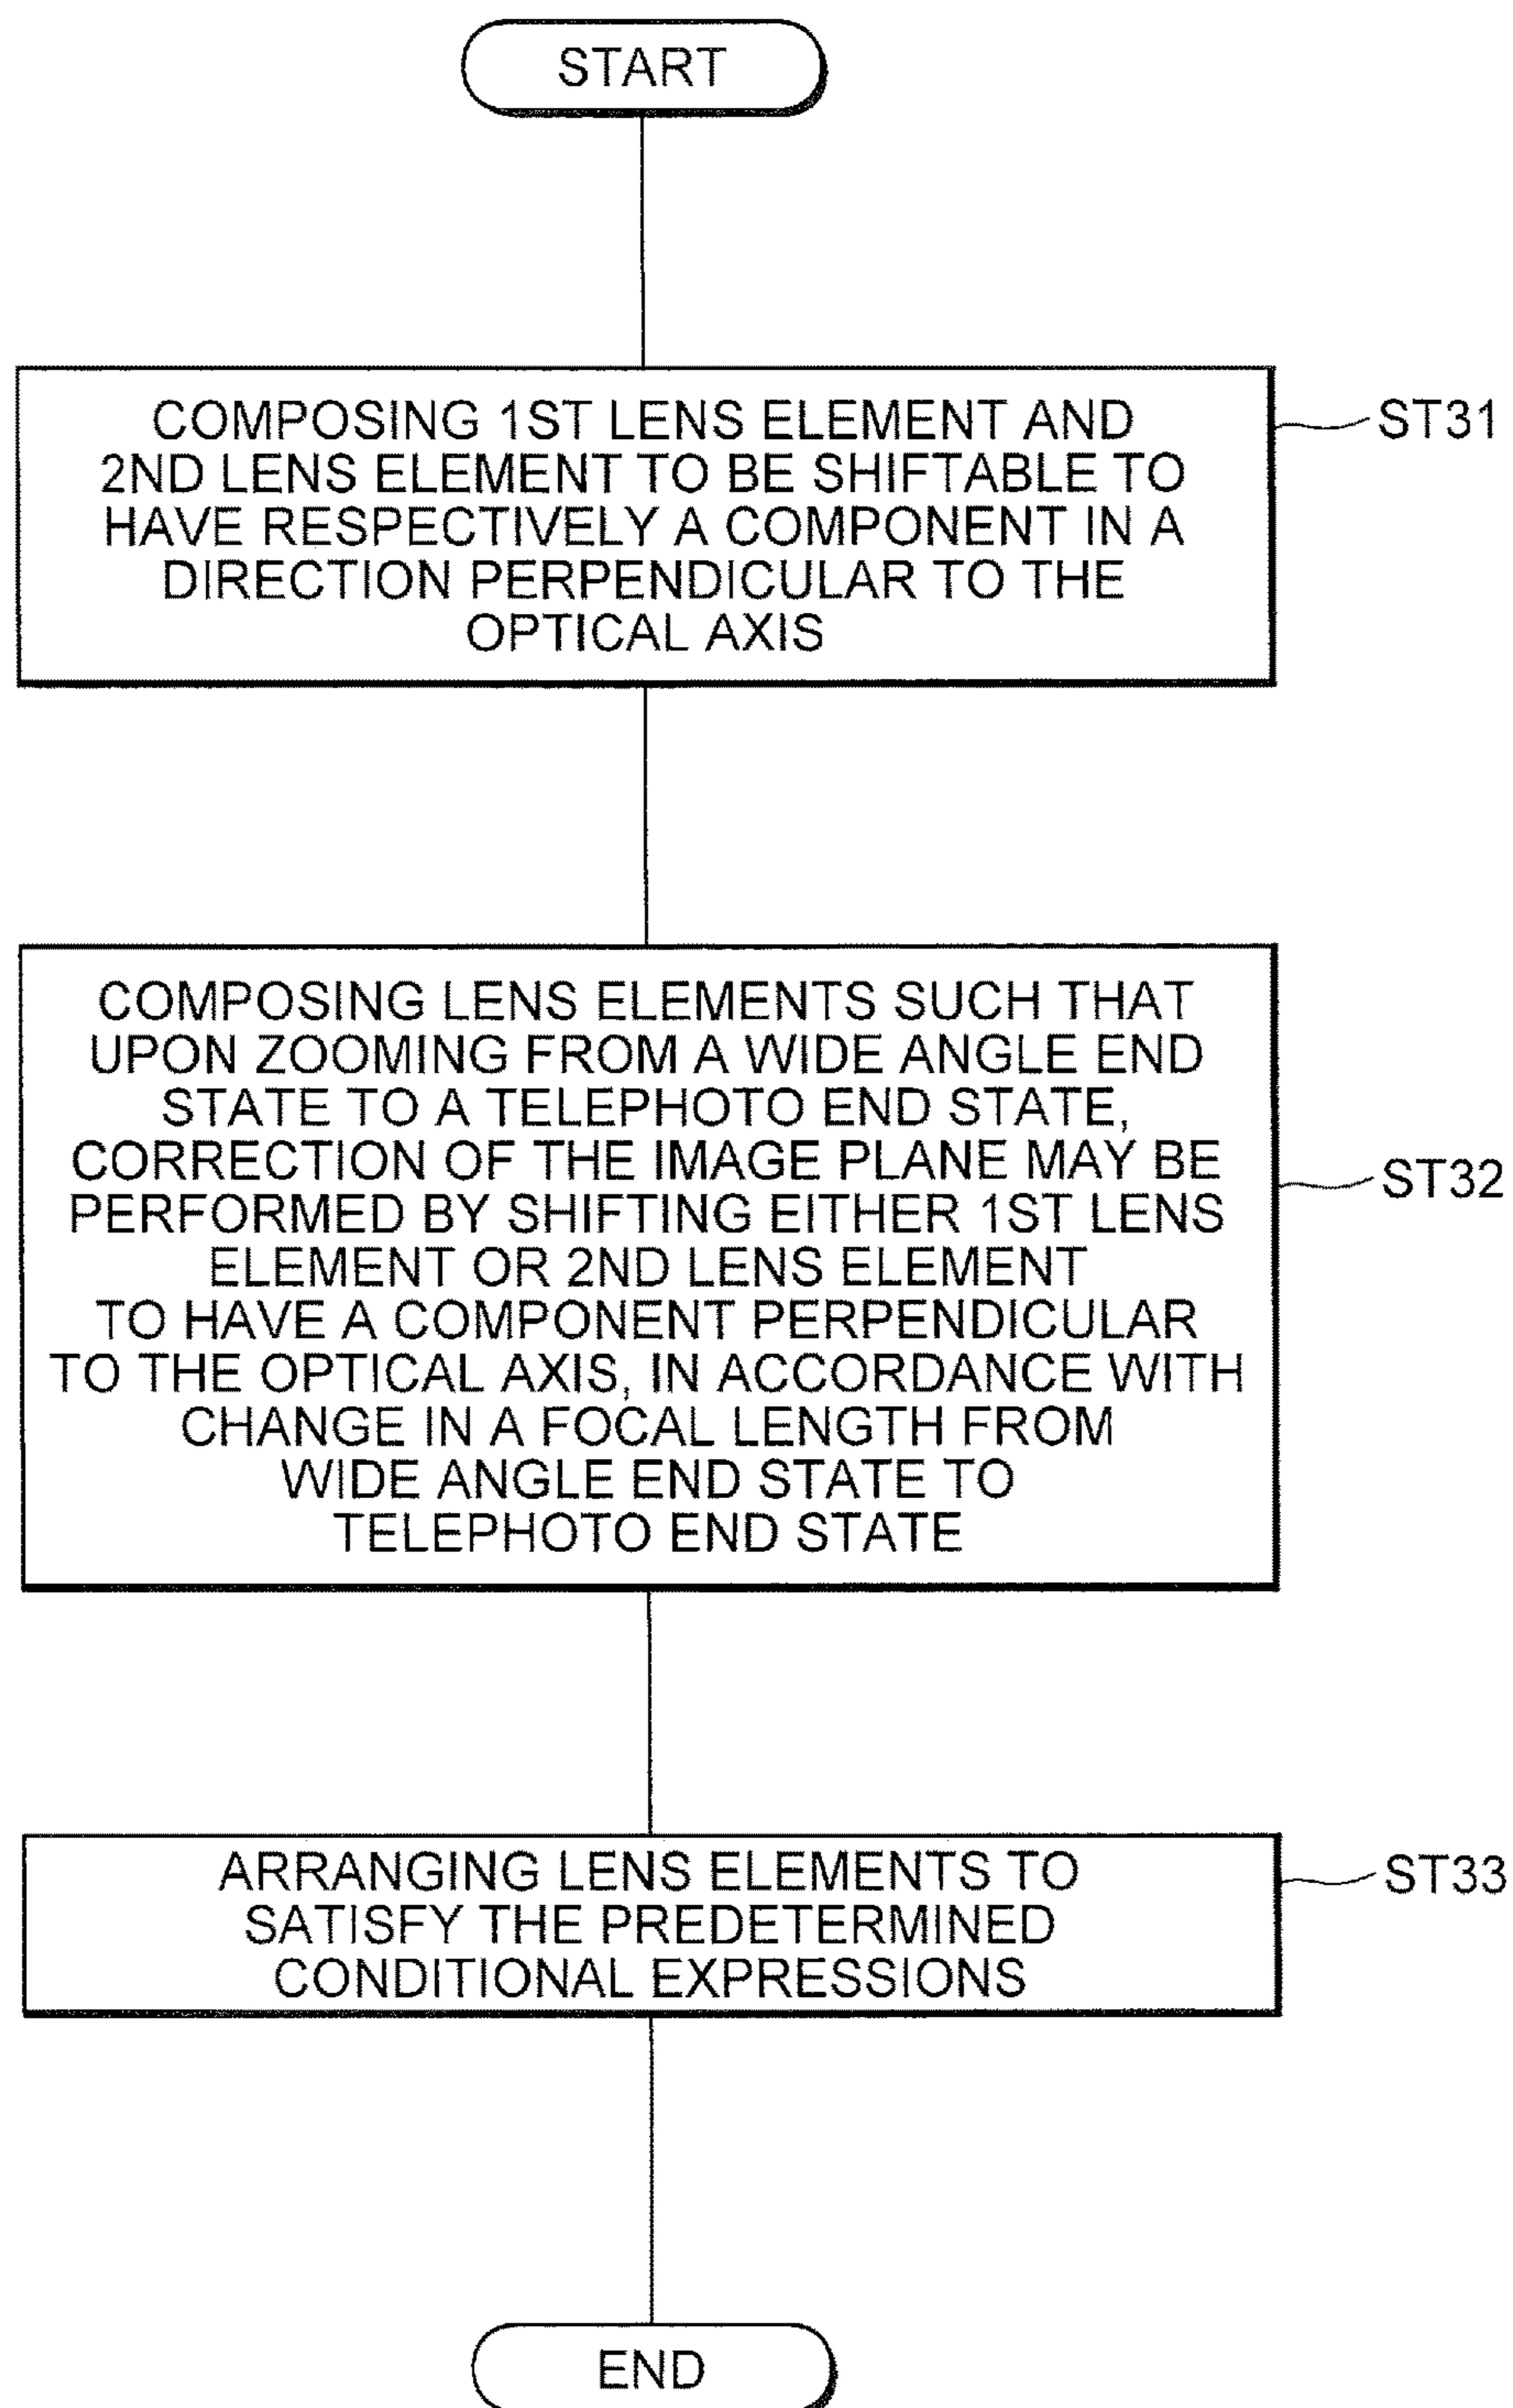 START
COMPOSING 1ST LENS ELEMENT AND
2ND LENS ELEMENT TO BE SHIFTABLE TO
HAVE RESPECTIVELY A COMPONENT IN A
DIRECTION PERPENDICULAR TO THE
OPTICAL AXIS
ST31
COMPOSING LENS ELEMENTS SUCH THAT
UPON ZOOMING FROM A WIDE ANGLE END
STATE TO A TELEPHOTO END STATE,
CORRECTION OF THE IMAGE PLANE MAY BE
PERFORMED BY SHIFTING EITHER 1ST LENS
ELEMENT OR 2ND LENS ELEMENT
TO HAVE A COMPONENT PERPENDICULAR
TO THE OPTICAL AXIS, IN ACCORDANCE WITH
CHANGE IN A FOCAL LENGTH FROM
WIDE ANGLE END STATE TO
TELEPHOTO END STATE
ST32
ARRANGING LENS ELEMENTS TO
SATISFY THE PREDETERMINED
CONDITIONAL EXPRESSIONS
ST33
END